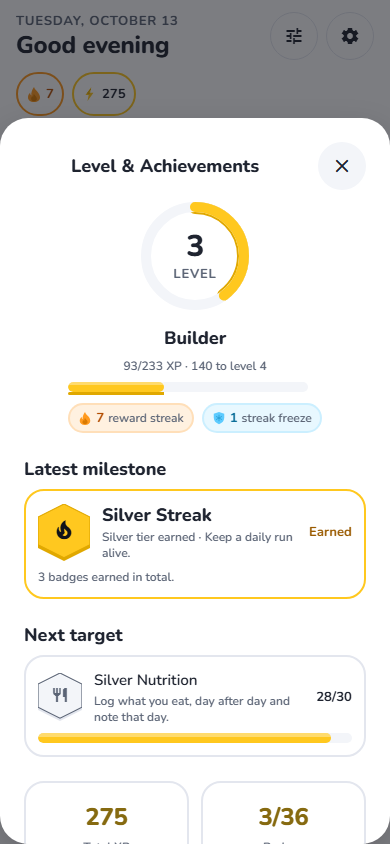 TUESDAY, OCTOBER 13
Good evening
7
275
Level & Achievements
3
LEVEL
Builder
93/233 XP · 140 to level 4
7 reward streak
1 streak freeze
Latest milestone
Silver Streak
Silver tier earned · Keep a daily run
alive.
Earned
3 badges earned in total.
Next target
Silver Nutrition
Log what you eat, day after day and
note that day.
28/30
275
3/36